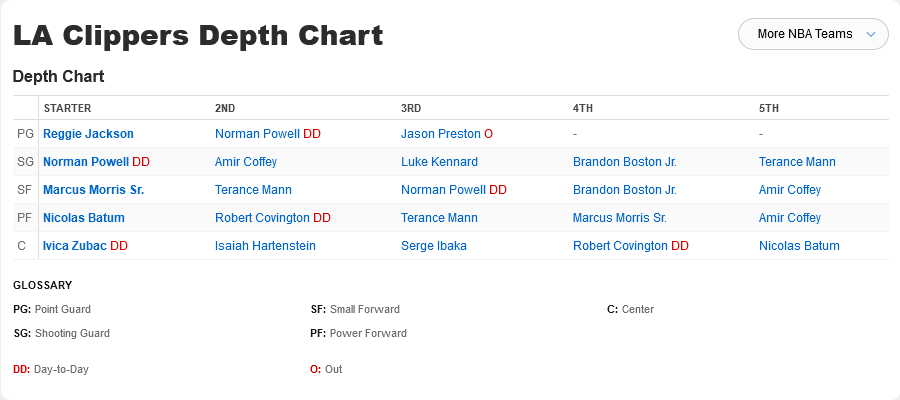 LA Clippers Depth Chart
More NBA Teams
Depth Chart
STARTER 2ND 3RD 4TH 5TH
PG Reggie Jackson Norman Powell DD Jason Preston O - -
SG Norman Powell DD Amir Coffey Luke Kennard Brandon Boston Jr. Terance Mann
SF Marcus Morris Sr. Terance Mann Norman Powell DD Brandon Boston Jr. Amir Coffey
PF Nicolas Batum Robert Covington DD Terance Mann Marcus Morris Sr. Amir Coffey
C Ivica Zubac DD Isaiah Hartenstein Serge Ibaka Robert Covington DD Nicolas Batum
GLOSSARY
PG: Point Guard SF: Small Forward C: Center
SG: Shooting Guard PF: Power Forward
DD: Day-to-Day O: Out